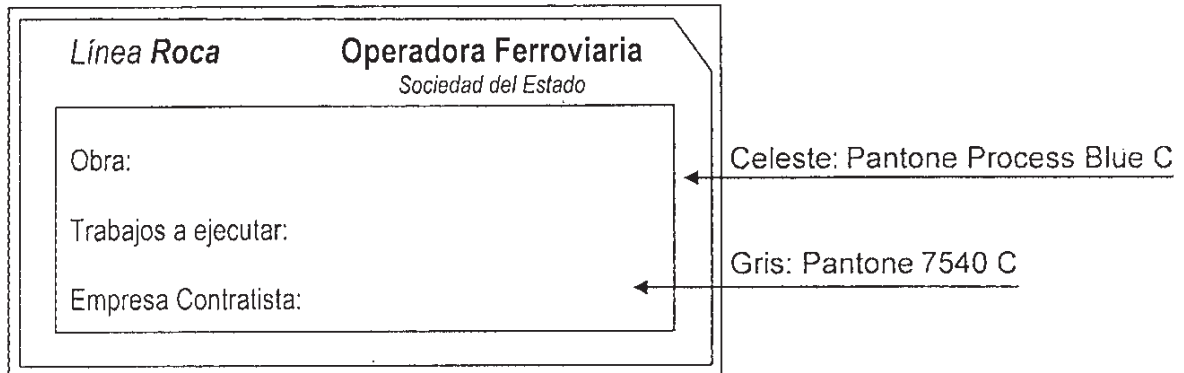 Línea Roca
Operadora Ferroviaria
Sociedad del Estado
Obra:
Trabajos a ejecutar:
Empresa Contratista:
Celeste: Pantone Process Blue C
Gris: Pantone 7540 C